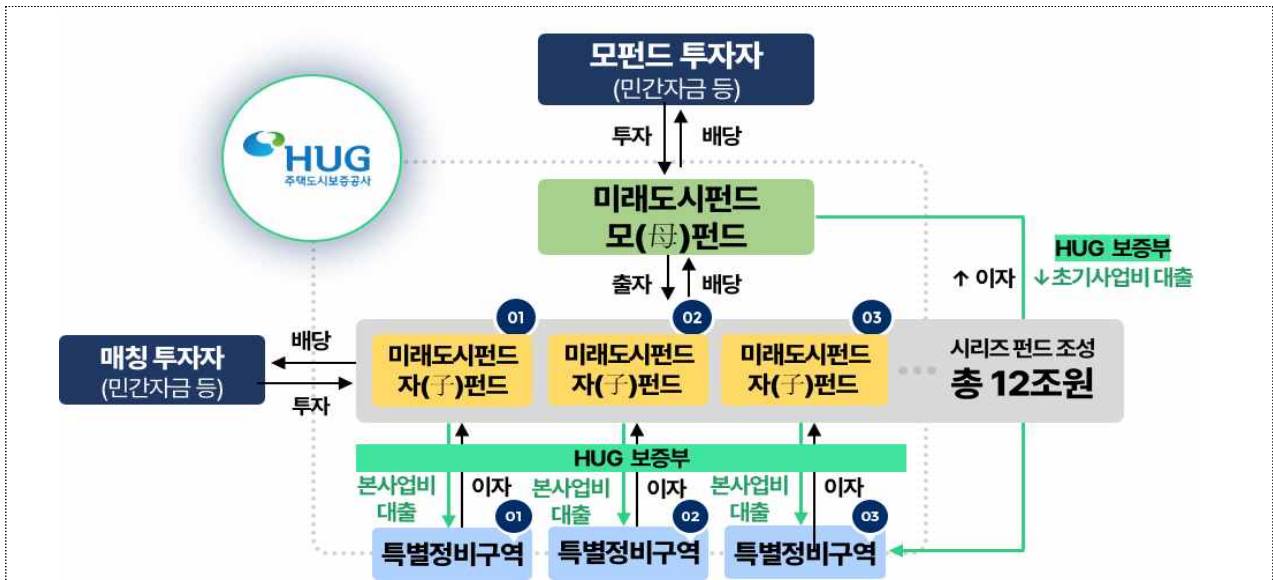 모펀드 투자자
(민간자금 등)
HUG
주택도시보증공사
투자
배당
미래도시펀드
모(母)펀드
HUG 보증부
↑ 이자
↓초기사업비 대출
출자
배당
01
02
03
매칭 투자자
(민간자금 등)
배당
투자
미래도시펀드
자(子)펀드
미래도시펀드
자(子)펀드
미래도시펀드
자(子)펀드
시리즈 펀드 조성
총 12조원
HUG 보증부
본사업비
대출
이자
본사업비
대출
이자
본사업비
대출
이자
01
02
03
특별정비구역
특별정비구역
특별정비구역